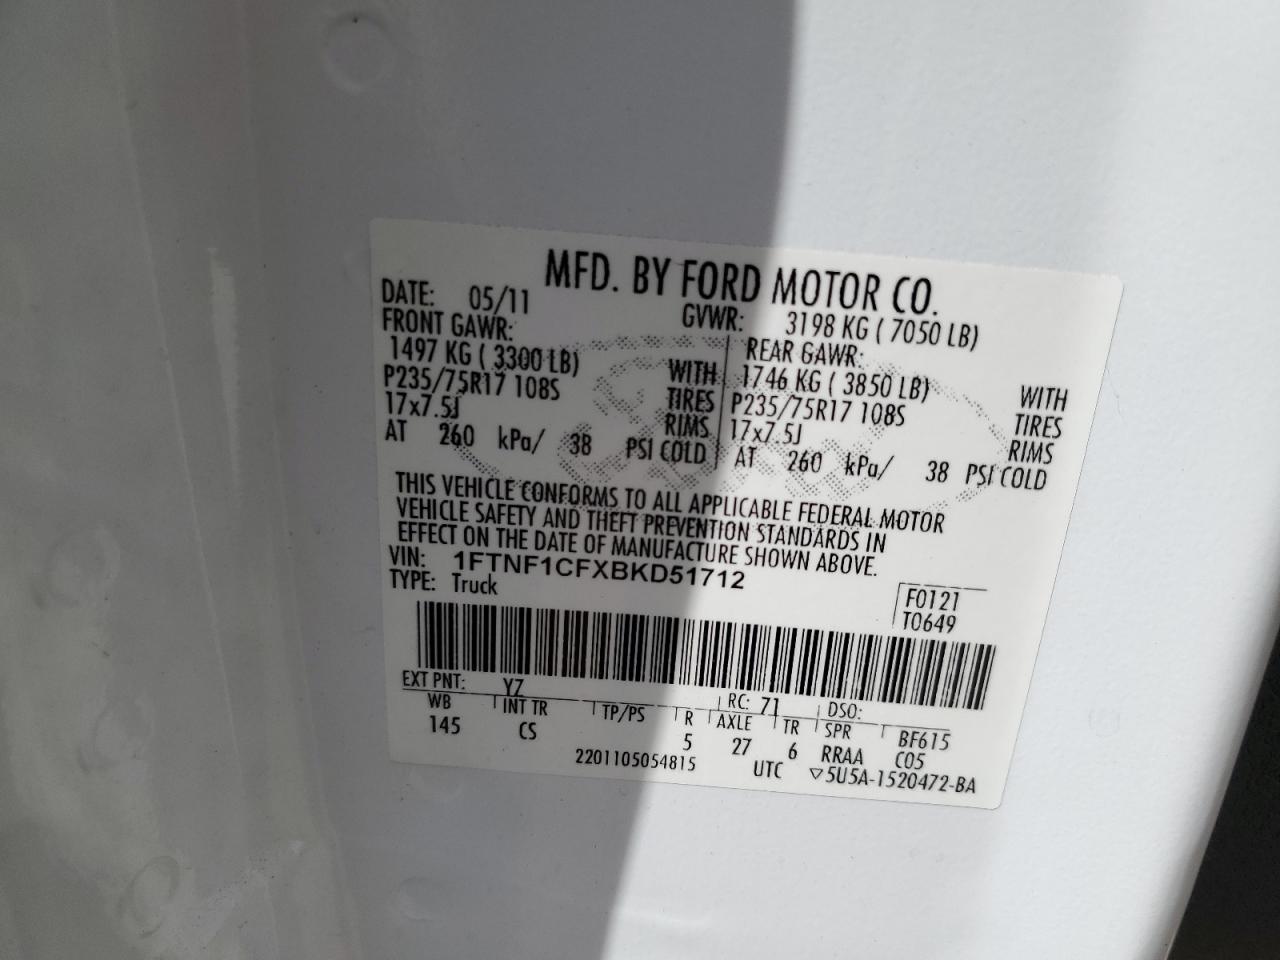 MFD. BY FORD MOTOR CO.
DATE: 05/11 GVWR: 3198 KG ( 7050 LB)
FRONT GAWR: REAR GAWR:
1497 KG ( 3300 LB) WITH 1746 KG ( 3850 LB) WITH
P235/75R17 108S TIRES P235/75R17 108S TIRES
17x7.5J RIMS 17x7.5J RIMS
AT 260 kPa/ 38 PSI COLD AT 260 kPa/ 38 PSI COLD
THIS VEHICLE CONFORMS TO ALL APPLICABLE FEDERAL MOTOR
VEHICLE SAFETY AND THEFT PREVENTION STANDARDS IN
EFFECT ON THE DATE OF MANUFACTURE SHOWN ABOVE.
VIN: 1FTNF1CFXBKD51712
TYPE: Truck
F0121
T0649
EXT PNT: YZ RC: 71 DSO:
WB INT TR TP/PS R AXLE TR SPR BF615
145 CS 5 27 6 RRAA C05
2201105054815 UTC ▽5U5A-1520472-BA